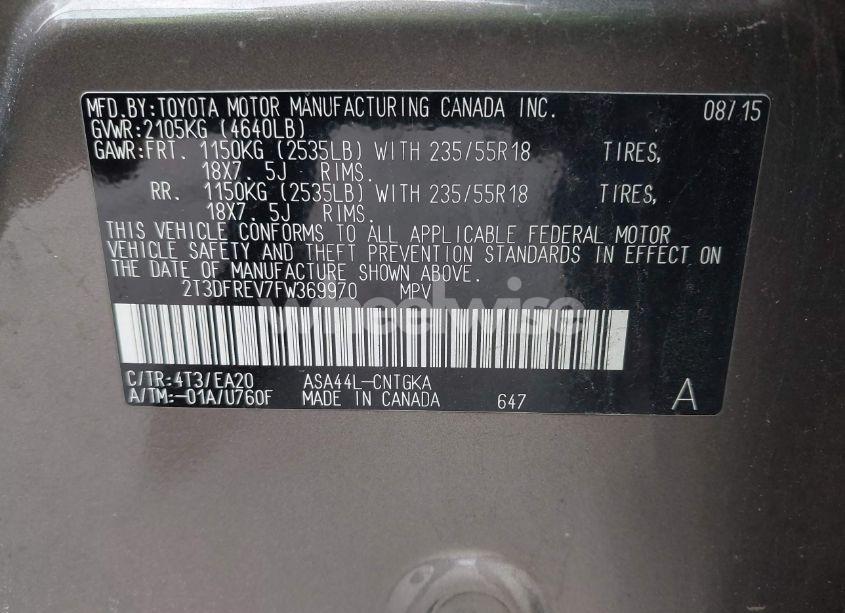 MFD.BY:TOYOTA MOTOR MANUFACTURING CANADA INC. 08/15
GVWR:2105KG (4640LB)
GAWR:FRT. 1150KG (2535LB) WITH 235/55R18 TIRES,
18X7. 5J RIMS.
RR. 1150KG (2535LB) WITH 235/55R18 TIRES,
18X7. 5J RIMS.
THIS VEHICLE CONFORMS TO ALL APPLICABLE FEDERAL MOTOR
VEHICLE SAFETY AND THEFT PREVENTION STANDARDS IN EFFECT ON
THE DATE OF MANUFACTURE SHOWN ABOVE.
2T3DFREV7FW369970 MPV
wheelwise
C/TR:4T3/EA20 ASA44L-CNTGKA
A/TM:-01A/U760F MADE IN CANADA 647 A